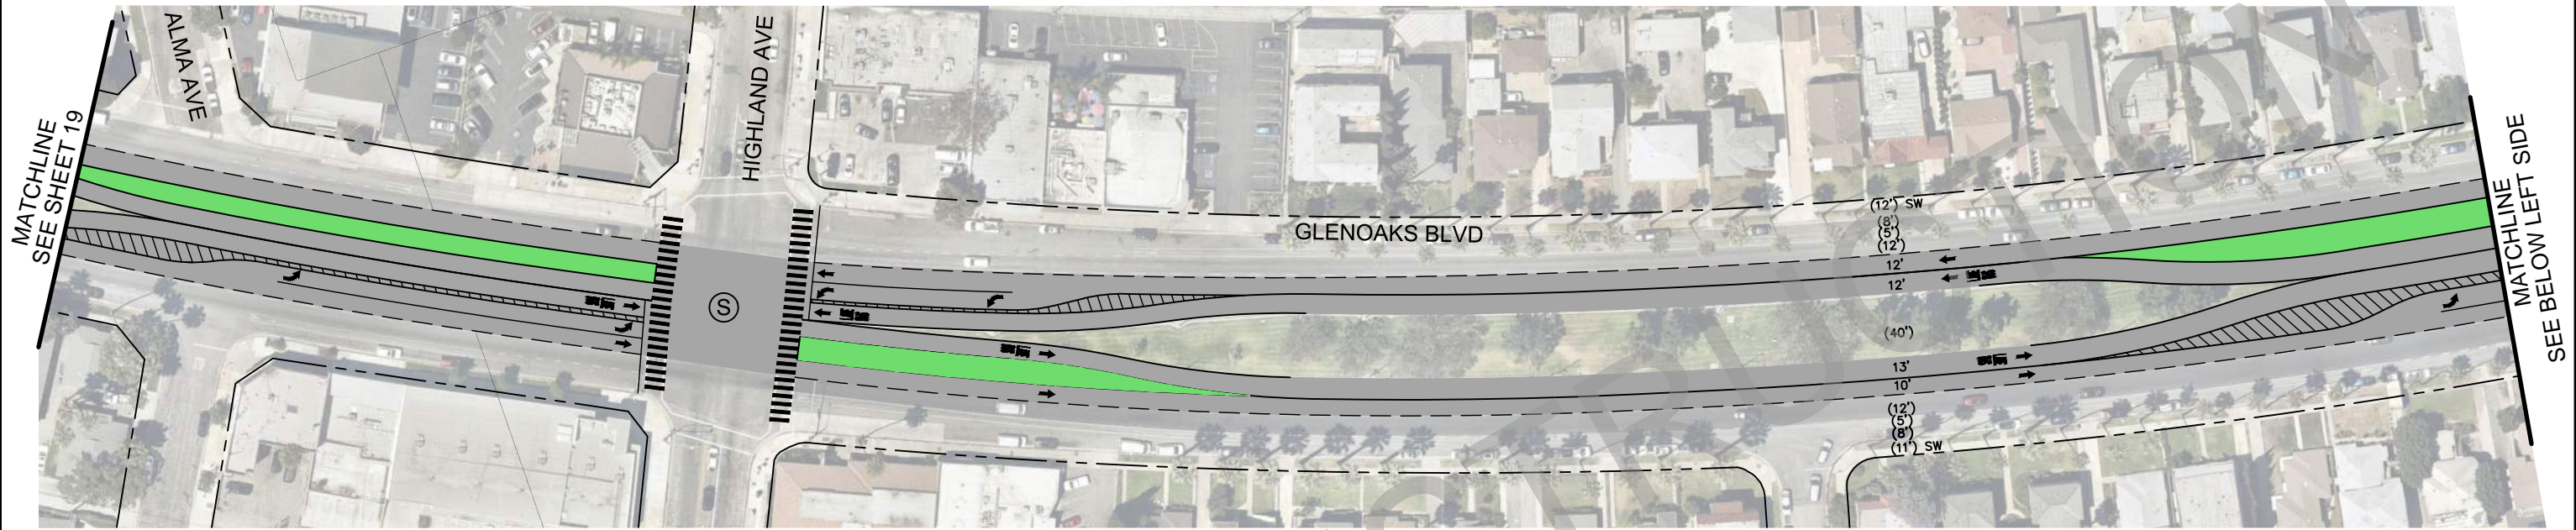 MATCHLINE
SEE SHEET 19
ALMA AVE
HIGHLAND AVE
S
GLENOAKS BLVD
(12') SW
(8')
(5')
(12')
12'
12'
(40')
13'
10'
(12')
(5')
(8')
(11') SW
MATCHLINE
SEE BELOW LEFT SIDE